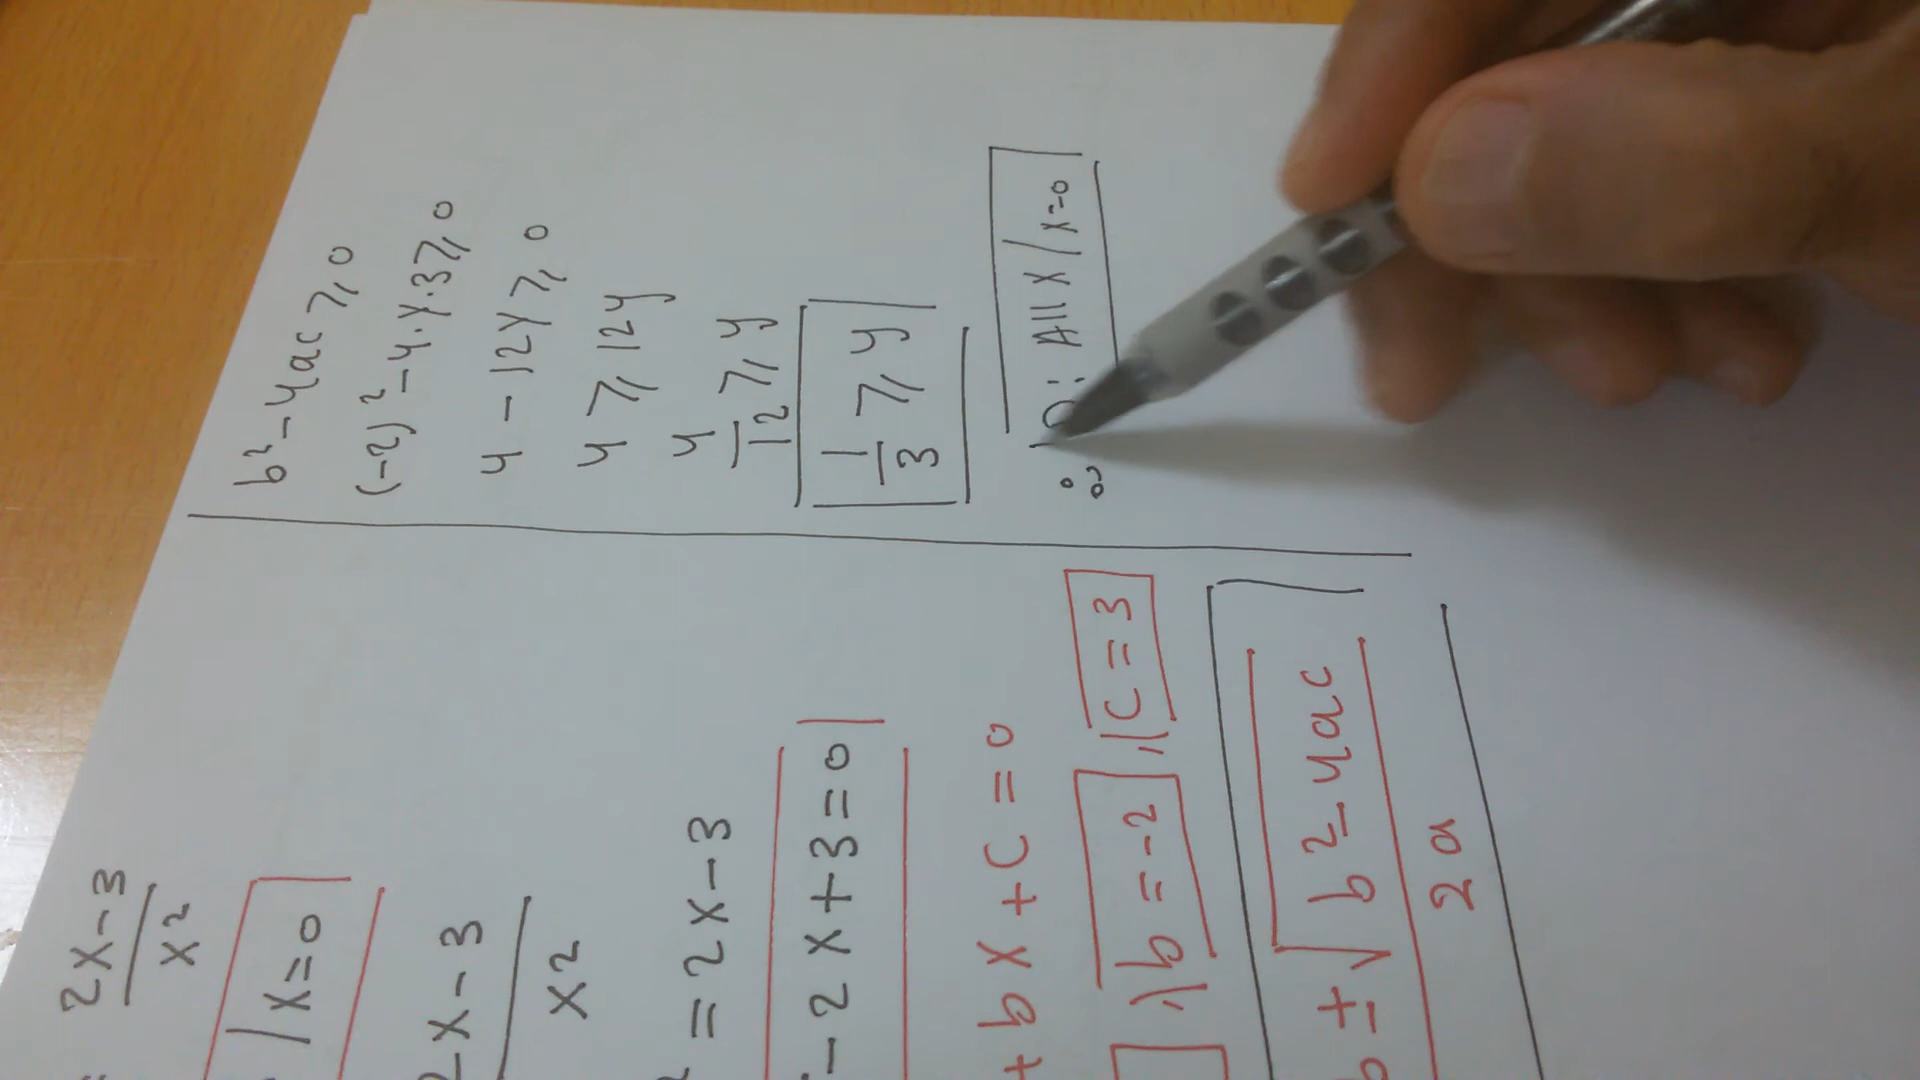 2x-3
x²
| x=0
2x-3
x²
= 2x-3
-2x+3=0
+bx+c=0
, b=-2 , c=3
b ± √b²-4ac
2a
b²-4ac ⩾ 0
(-2)²-4·y·3 ⩾ 0
4-12y ⩾ 0
4 ⩾ 12y
4/12 ⩾ y
1/3 ⩾ y
D: All x / x=0